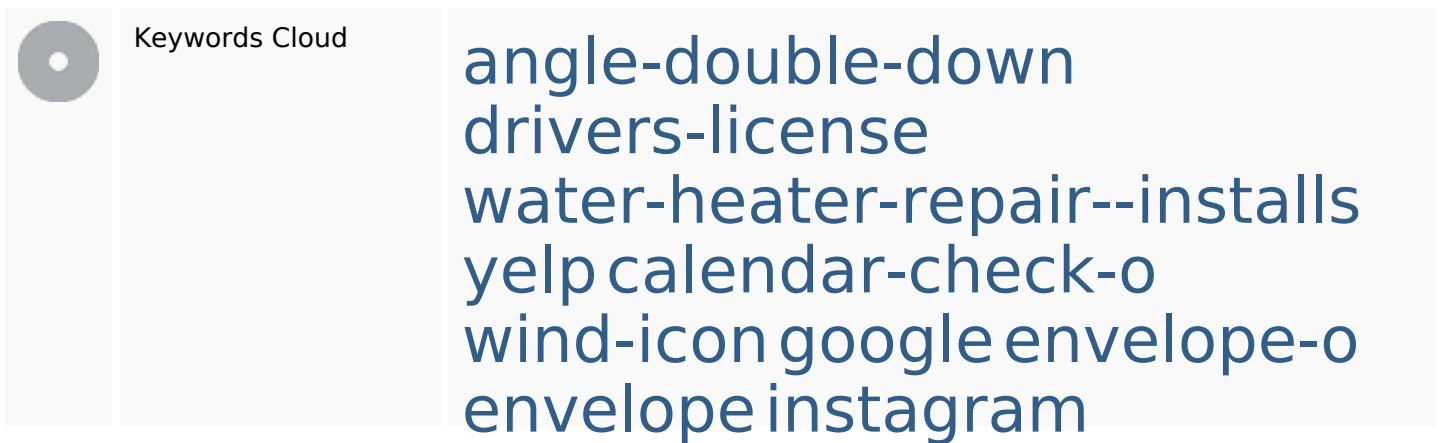 Keywords Cloud
angle-double-down
drivers-license
water-heater-repair--installs
yelp calendar-check-o
wind-icon google envelope-o
envelope instagram